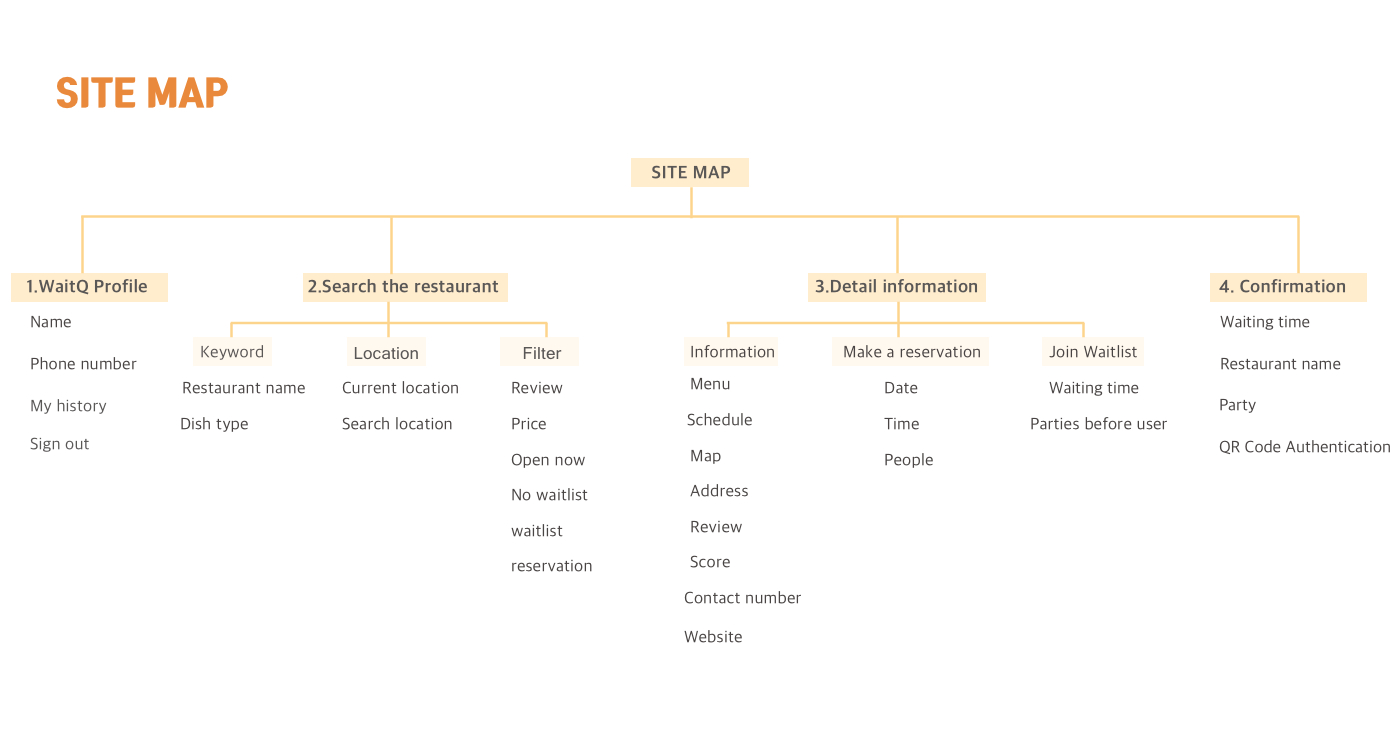 SITE MAP
SITE MAP
1.WaitQ Profile
Name
Phone number
My history
Sign out
2.Search the restaurant
Keyword
Restaurant name
Dish type
Location
Current location
Search location
Filter
Review
Price
Open now
No waitlist
waitlist
reservation
3.Detail information
Information
Menu
Schedule
Map
Address
Review
Score
Contact number
Website
Make a reservation
Date
Time
People
Join Waitlist
Waiting time
Parties before user
4. Confirmation
Waiting time
Restaurant name
Party
QR Code Authentication